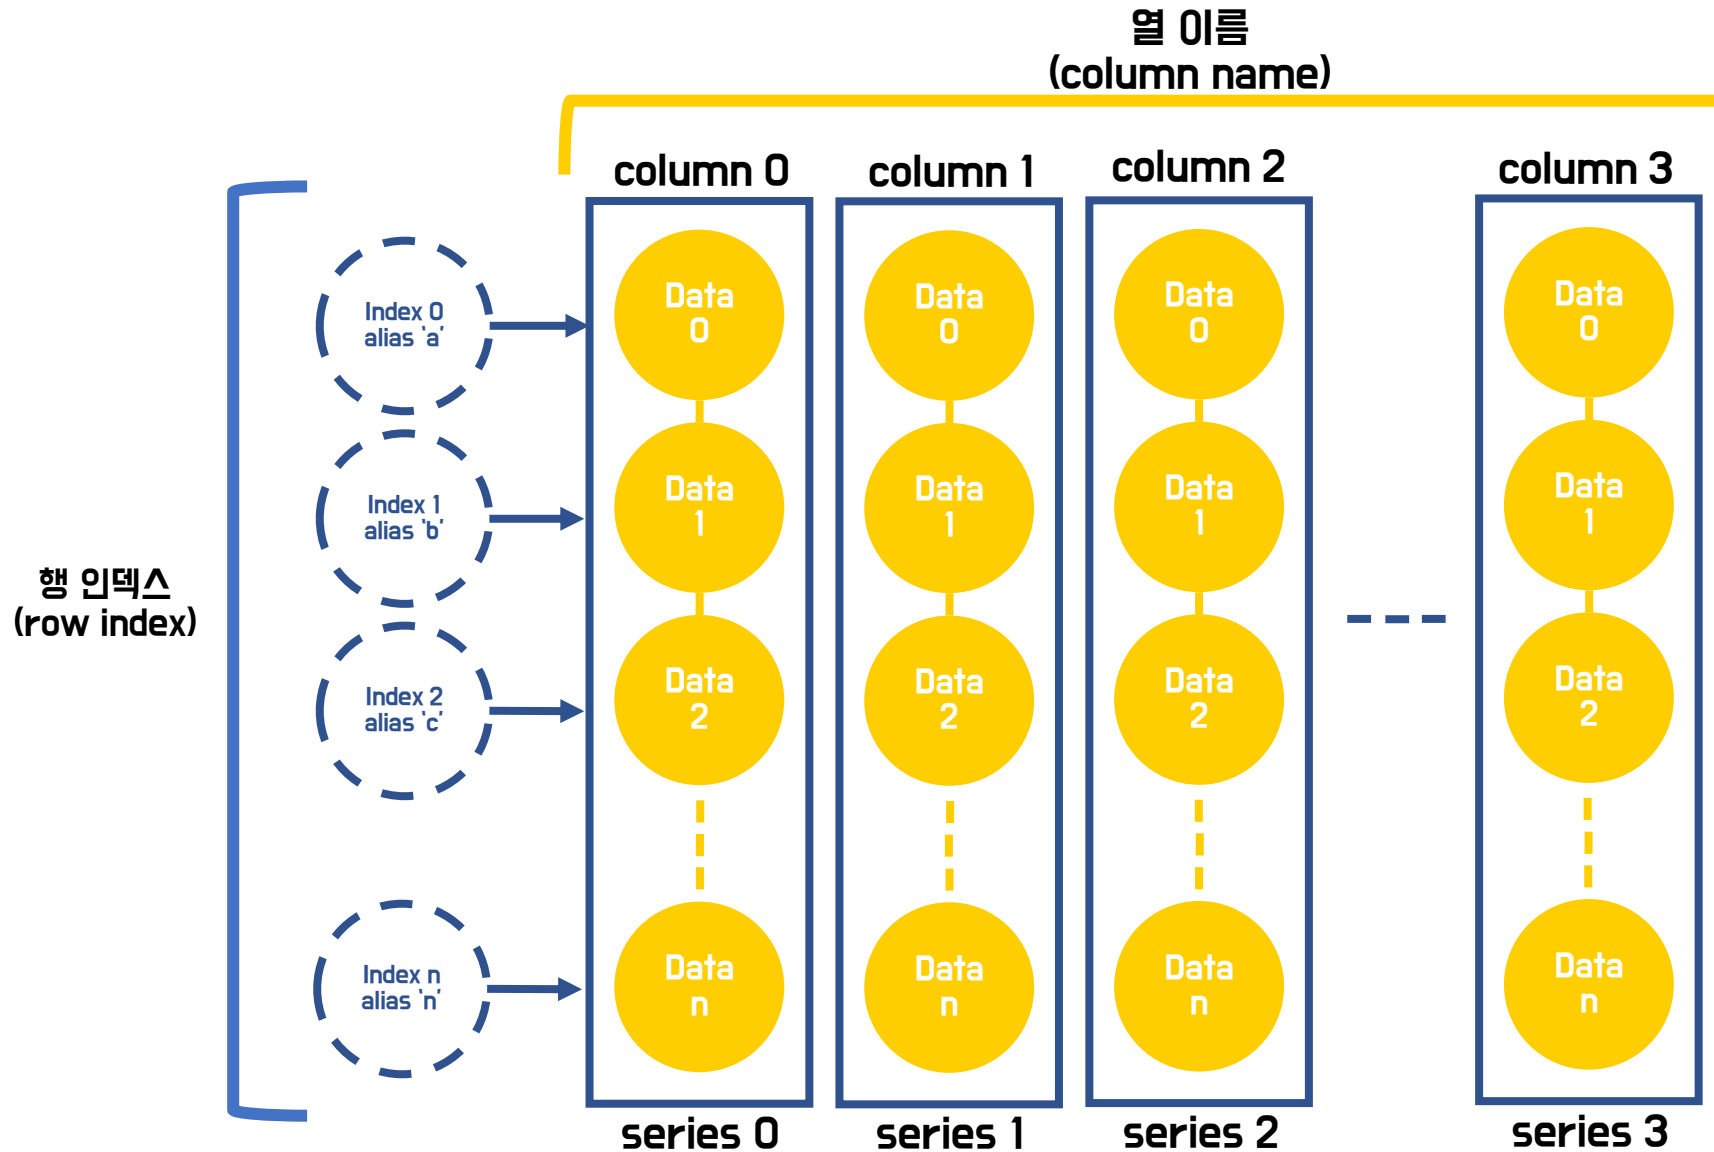 열 이름
(column name)
column 0
column 1
column 2
column 3
행 인덱스
(row index)
Index 0
alias 'a'
Data
0
Data
0
Data
0
Data
0
Index 1
alias 'b'
Data
1
Data
1
Data
1
Data
1
Index 2
alias 'c'
Data
2
Data
2
Data
2
Data
2
Index n
alias 'n'
Data
n
Data
n
Data
n
Data
n
series 0
series 1
series 2
series 3